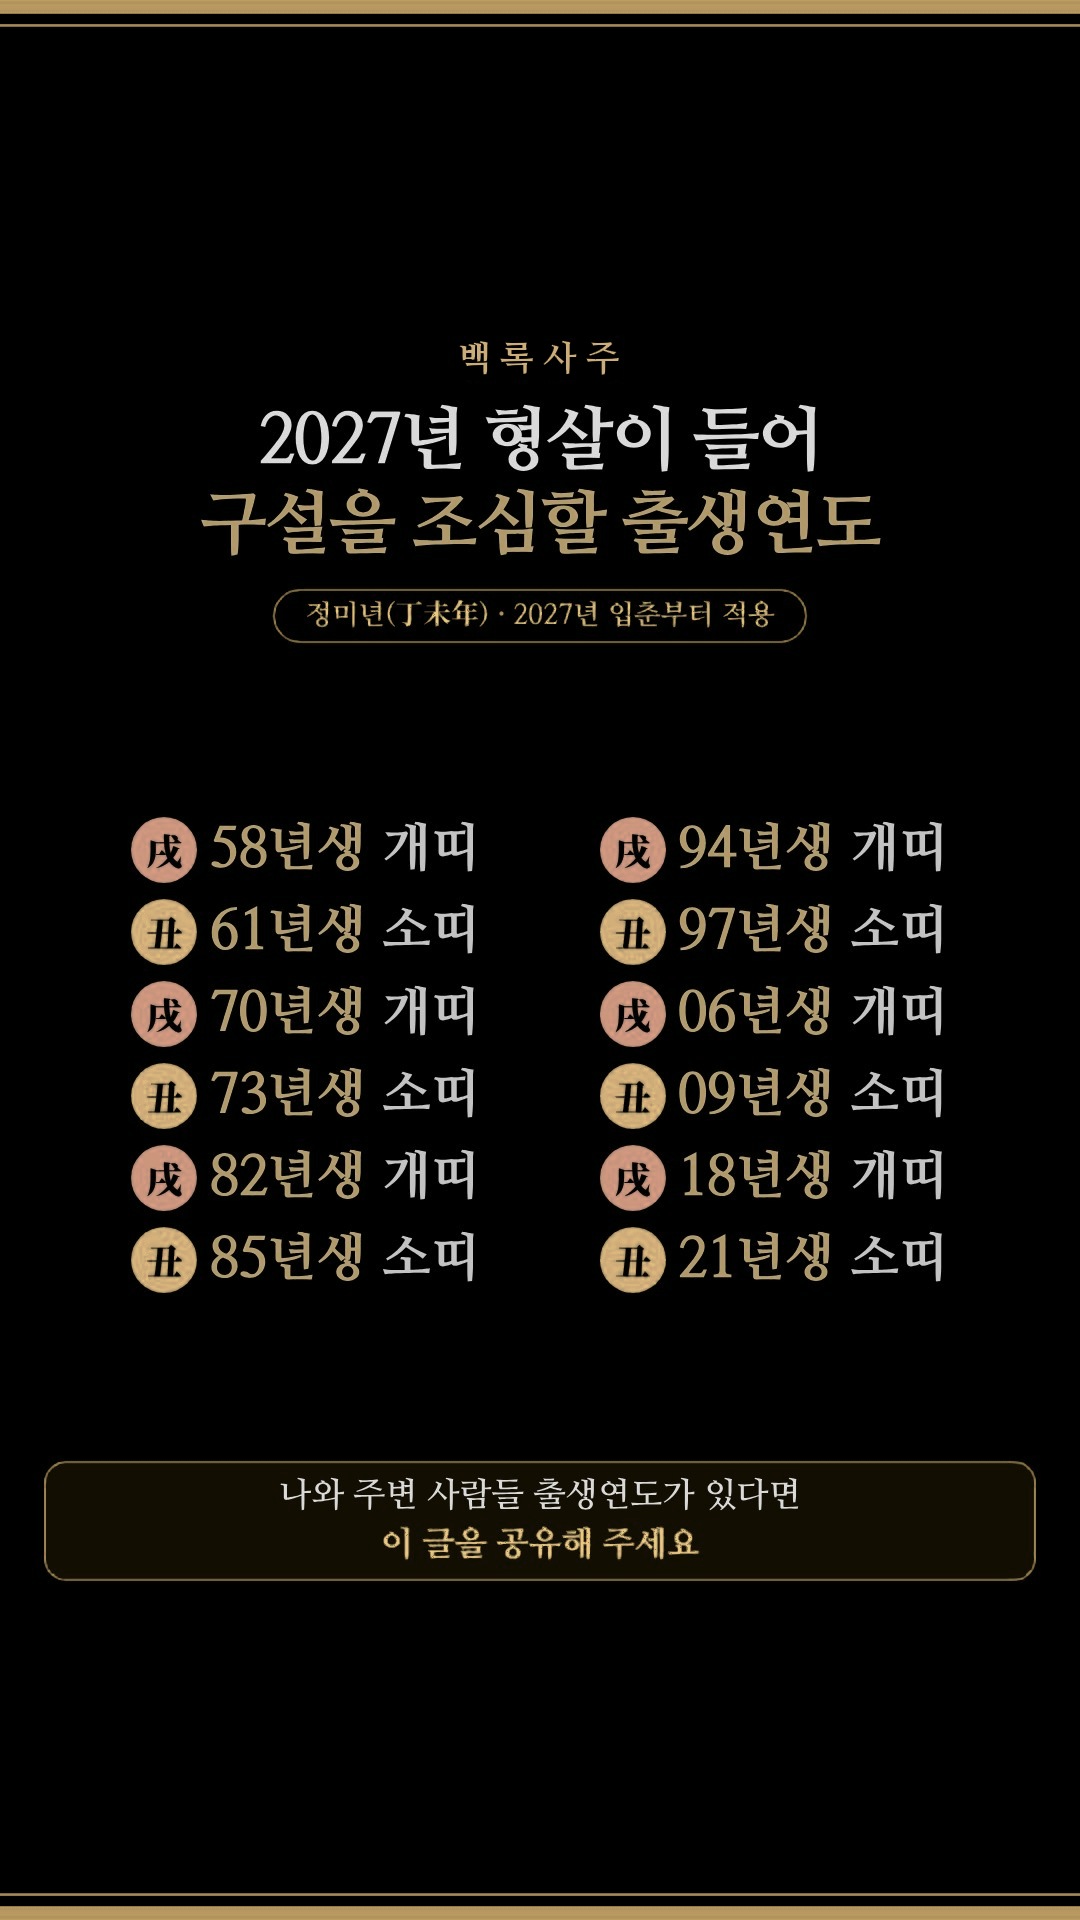 백록사주
2027년 형살이 들어
구설을 조심할 출생연도
정미년(丁未年) · 2027년 입춘부터 적용
戌 58년생 개띠
丑 61년생 소띠
戌 70년생 개띠
丑 73년생 소띠
戌 82년생 개띠
丑 85년생 소띠
戌 94년생 개띠
丑 97년생 소띠
戌 06년생 개띠
丑 09년생 소띠
戌 18년생 개띠
丑 21년생 소띠
나와 주변 사람들 출생연도가 있다면
이 글을 공유해 주세요